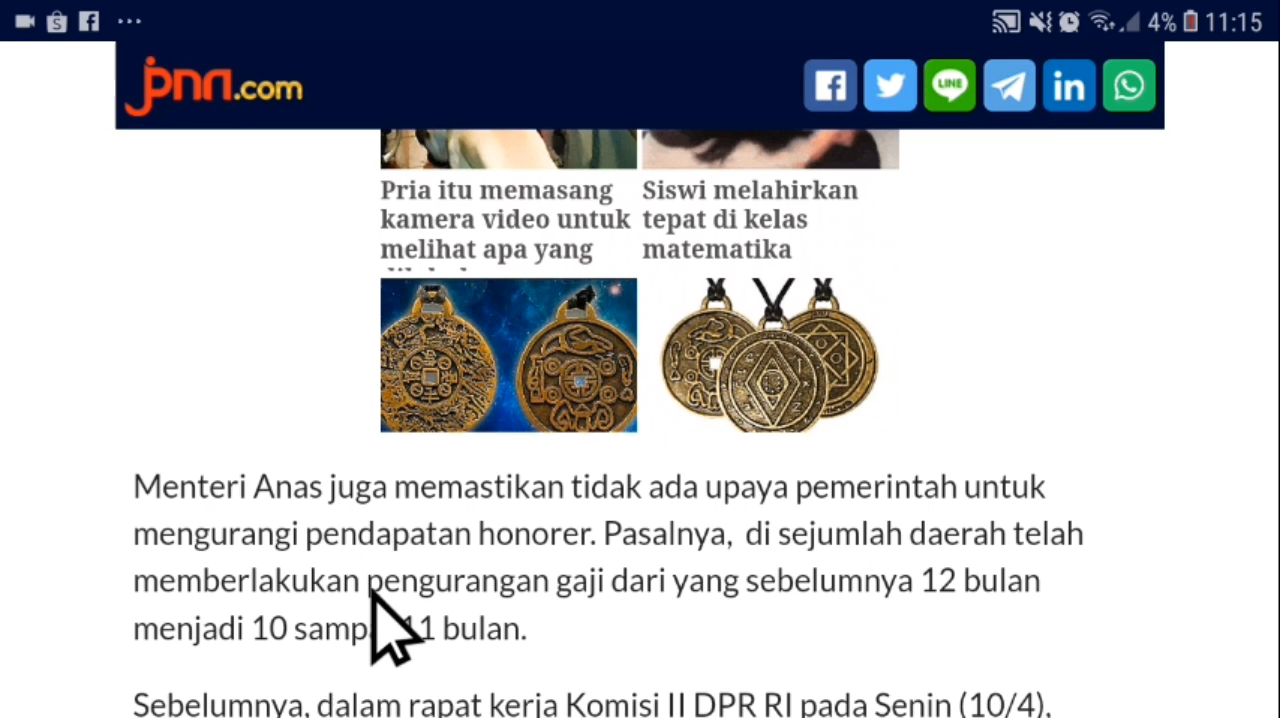 4% 11:15
jpnn.com
LINE
Pria itu memasang
kamera video untuk
melihat apa yang
Siswi melahirkan
tepat di kelas
matematika
Menteri Anas juga memastikan tidak ada upaya pemerintah untuk
mengurangi pendapatan honorer. Pasalnya, di sejumlah daerah telah
memberlakukan pengurangan gaji dari yang sebelumnya 12 bulan
menjadi 10 sampai 11 bulan.
Sebelumnya, dalam rapat kerja Komisi II DPR RI pada Senin (10/4),